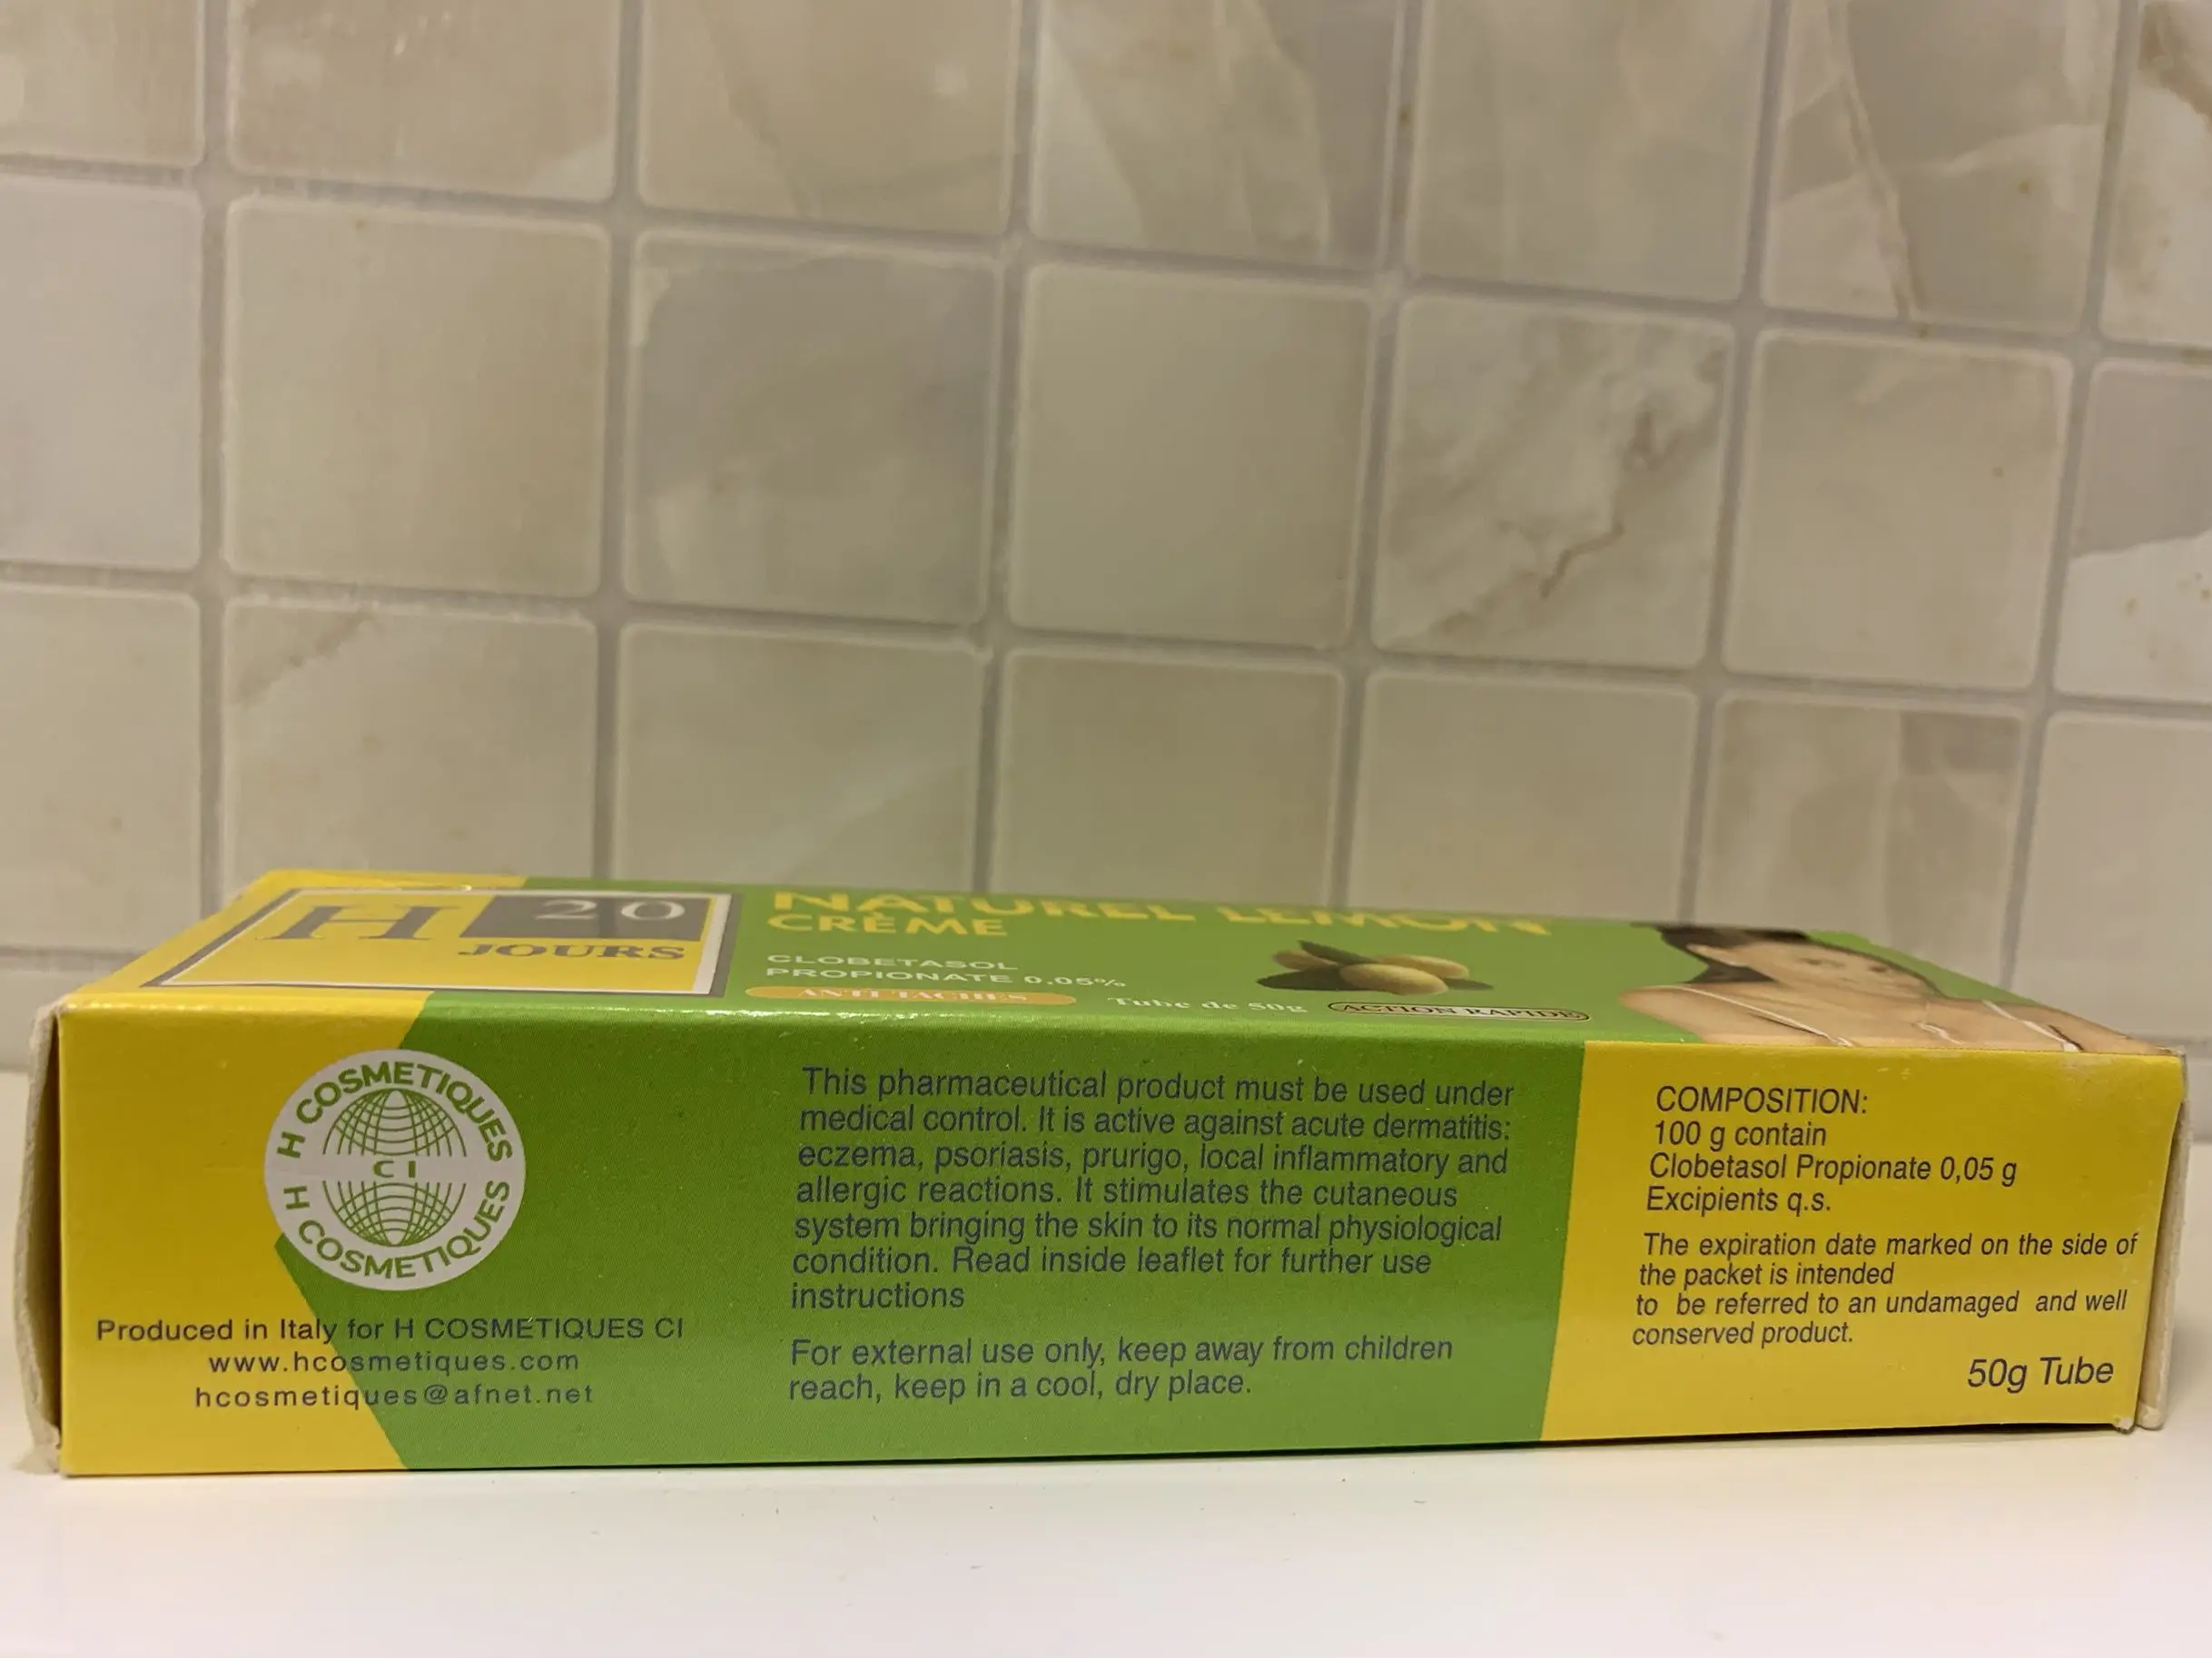 H 20
JOURS
NATUREL LEMON
CRÈME
CLOBETASOL
PROPIONATE 0,05%
ANTI TACHES
Tube de 50g
ACTION RAPIDE
H COSMETIQUES
CI
H COSMETIQUES
Produced in Italy for H COSMETIQUES CI
www.hcosmetiques.com
hcosmetiques@afnet.net
This pharmaceutical product must be used under
medical control. It is active against acute dermatitis:
eczema, psoriasis, prurigo, local inflammatory and
allergic reactions. It stimulates the cutaneous
system bringing the skin to its normal physiological
condition. Read inside leaflet for further use
instructions
For external use only, keep away from children
reach, keep in a cool, dry place.
COMPOSITION:
100 g contain
Clobetasol Propionate 0,05 g
Excipients q.s.
The expiration date marked on the side of
the packet is intended
to be referred to an undamaged and well
conserved product.
50g Tube